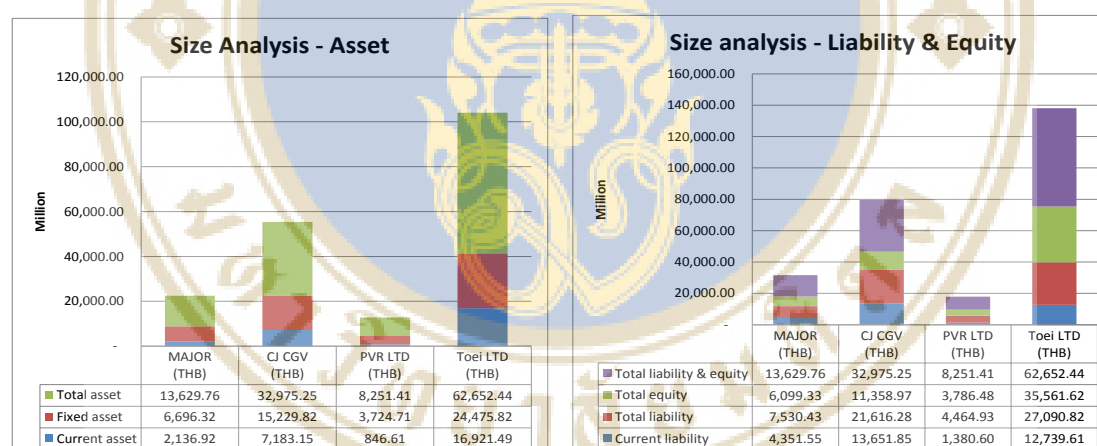 Size Analysis - Asset
120,000.00
100,000.00
80,000.00
60,000.00
40,000.00
20,000.00
-
Million
MAJOR (THB) CJ CGV (THB) PVR LTD (THB) Toei LTD (THB)
Total asset 13,629.76 32,975.25 8,251.41 62,652.44
Fixed asset 6,696.32 15,229.82 3,724.71 24,475.82
Current asset 2,136.92 7,183.15 846.61 16,921.49
Size analysis - Liability & Equity
160,000.00
140,000.00
120,000.00
100,000.00
80,000.00
60,000.00
40,000.00
20,000.00
-
Million
MAJOR (THB) CJ CGV (THB) PVR LTD (THB) Toei LTD (THB)
Total liability & equity 13,629.76 32,975.25 8,251.41 62,652.44
Total equity 6,099.33 11,358.97 3,786.48 35,561.62
Total liability 7,530.43 21,616.28 4,464.93 27,090.82
Current liability 4,351.55 13,651.85 1,380.60 12,739.61